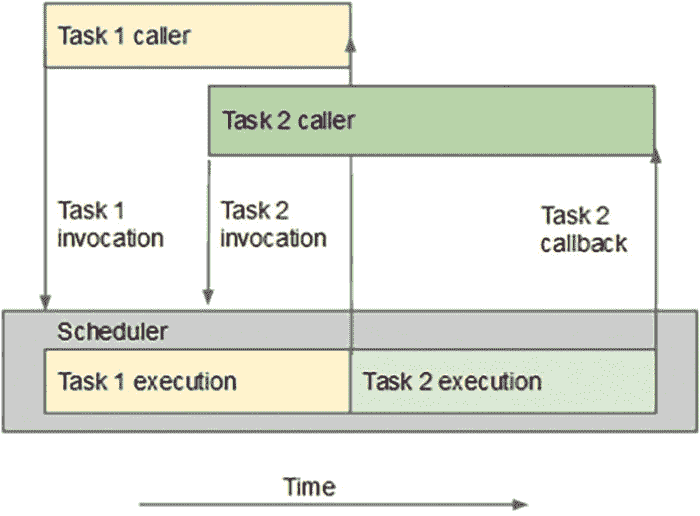 Task 1 caller
Task 2 caller
Task 1
invocation
Task 2
invocation
Task 2
callback
Scheduler
Task 1 execution
Task 2 execution
Time